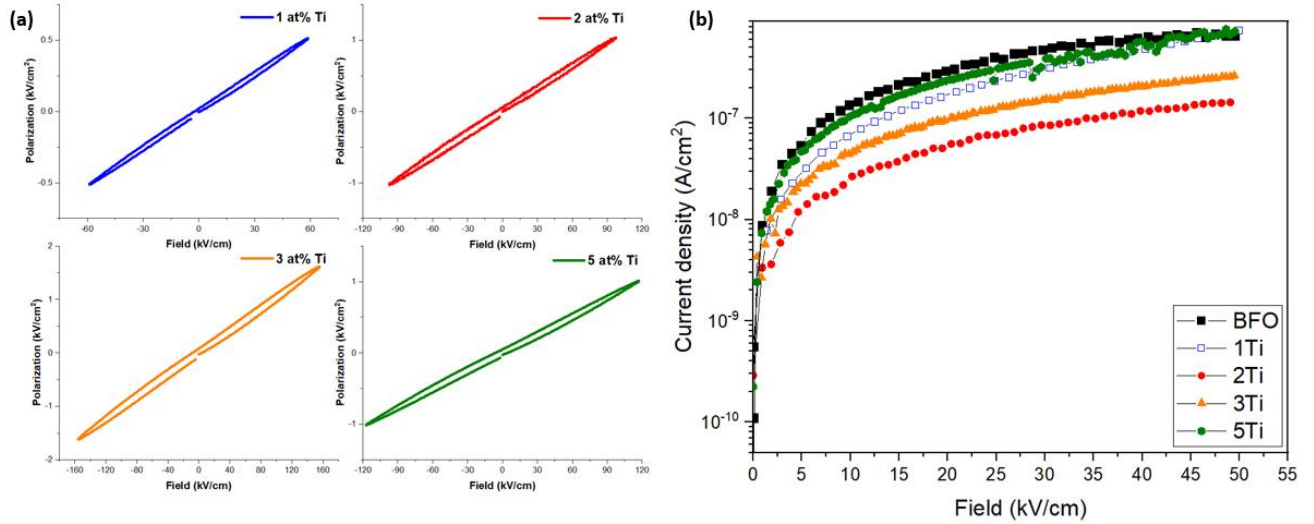 (a)
1 at% Ti
Polarization (kV/cm²)
0.5
0.0
-0.5
-60 -30 0 30 60
Field (kV/cm)
2 at% Ti
Polarization (kV/cm²)
1
0
-1
-120 -90 -60 -30 0 30 60 90 120
Field (kV/cm)
3 at% Ti
Polarization (kV/cm²)
2
1
0
-1
-2
-160 -120 -80 -40 0 40 80 120 160
Field (kV/cm)
5 at% Ti
Polarization (kV/cm²)
1
0
-1
-120 -90 -60 -30 0 30 60 90 120
Field (kV/cm)
(b)
Current density (A/cm²)
10⁻⁷
10⁻⁸
10⁻⁹
10⁻¹⁰
BFO
1Ti
2Ti
3Ti
5Ti
0 5 10 15 20 25 30 35 40 45 50 55
Field (kV/cm)